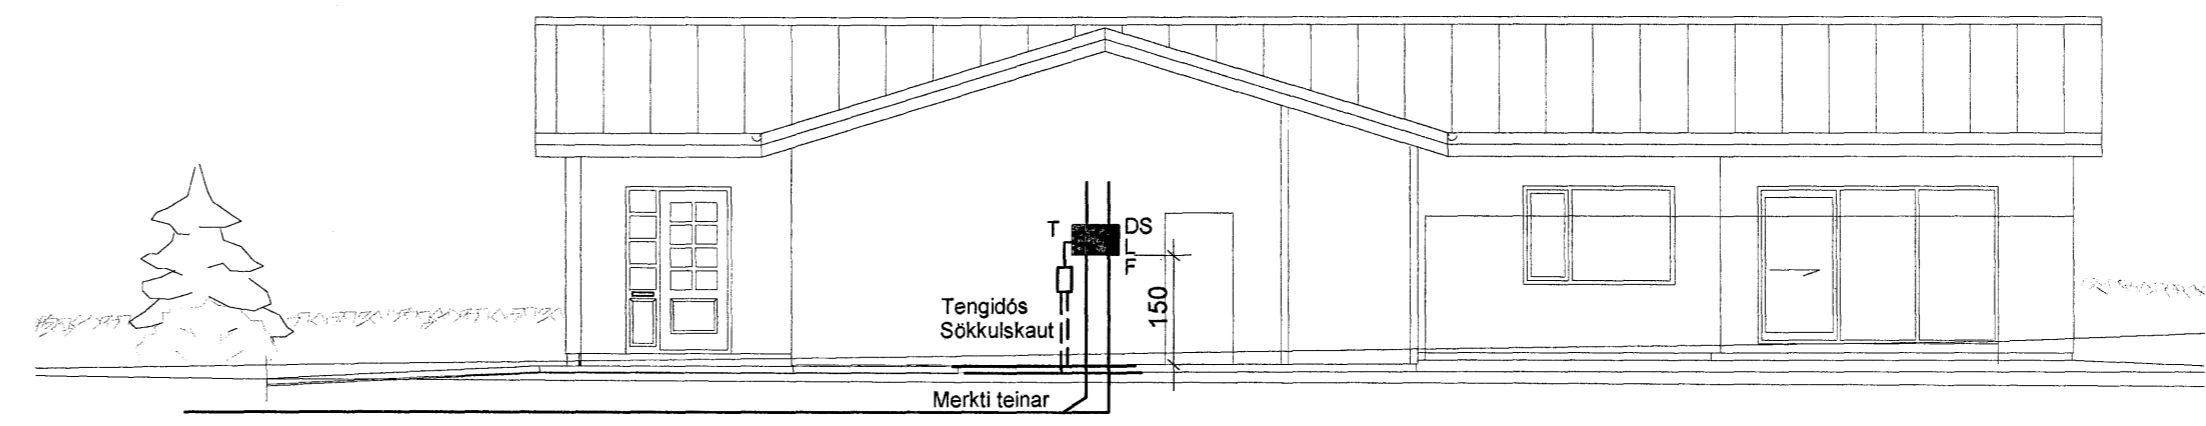 T
DS
L
F
150
Tengidós
Sökkulskaut
Merkti teinar